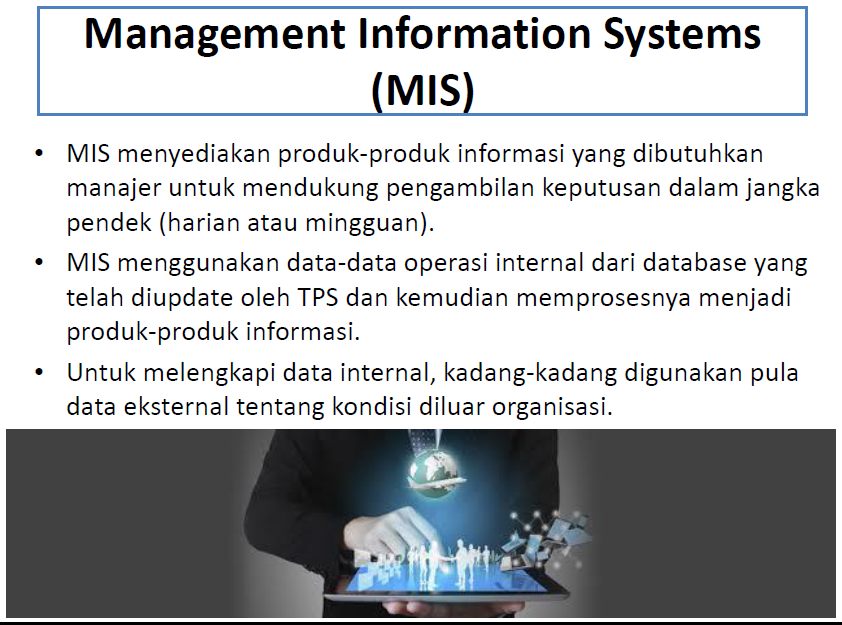 Management Information Systems
(MIS)
• MIS menyediakan produk-produk informasi yang dibutuhkan
manajer untuk mendukung pengambilan keputusan dalam jangka
pendek (harian atau mingguan).
• MIS menggunakan data-data operasi internal dari database yang
telah diupdate oleh TPS dan kemudian memprosesnya menjadi
produk-produk informasi.
• Untuk melengkapi data internal, kadang-kadang digunakan pula
data eksternal tentang kondisi diluar organisasi.